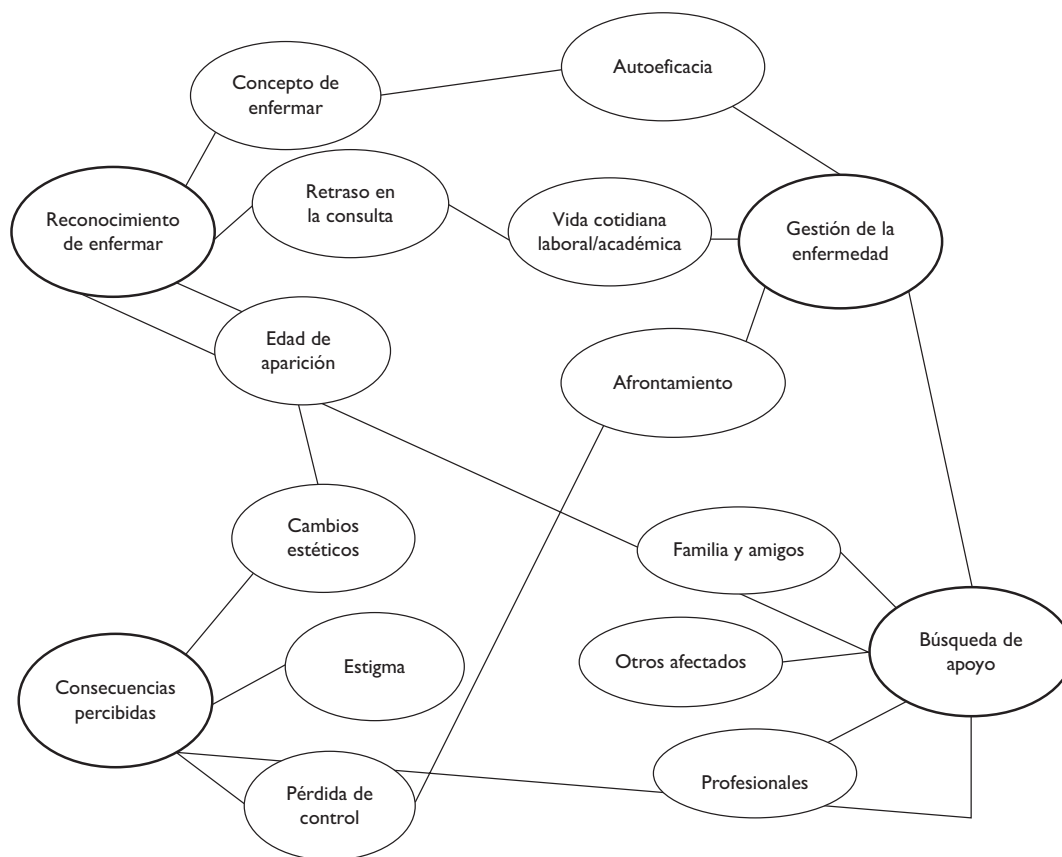 Concepto de
enfermar
Autoeficacia
Reconocimiento
de enfermar
Retraso en
la consulta
Vida cotidiana
laboral/académica
Gestión de la
enfermedad
Edad de
aparición
Afrontamiento
Cambios
estéticos
Familia y amigos
Consecuencias
percibidas
Estigma
Otros afectados
Búsqueda de
apoyo
Pérdida de
control
Profesionales